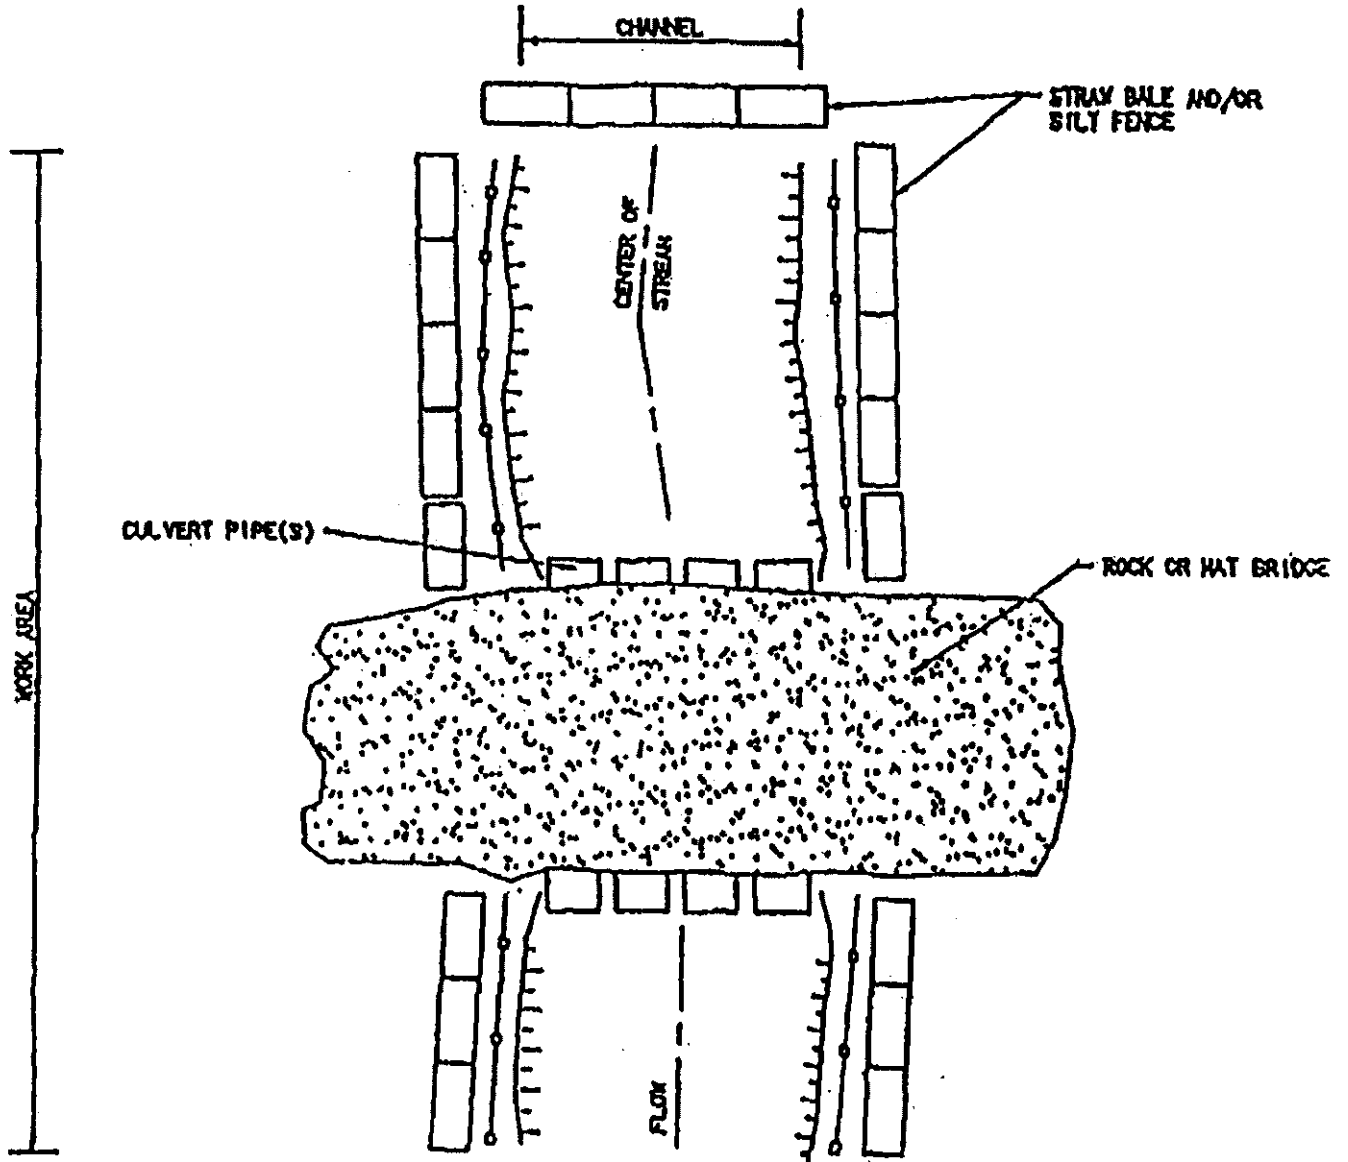 CHANNEL
STRAW BALE AND/OR
SILT FENCE
CENTER OF
STREAM
CULVERT PIPE(S)
ROCK OR MAT BRIDGE
WORK AREA
FLOW